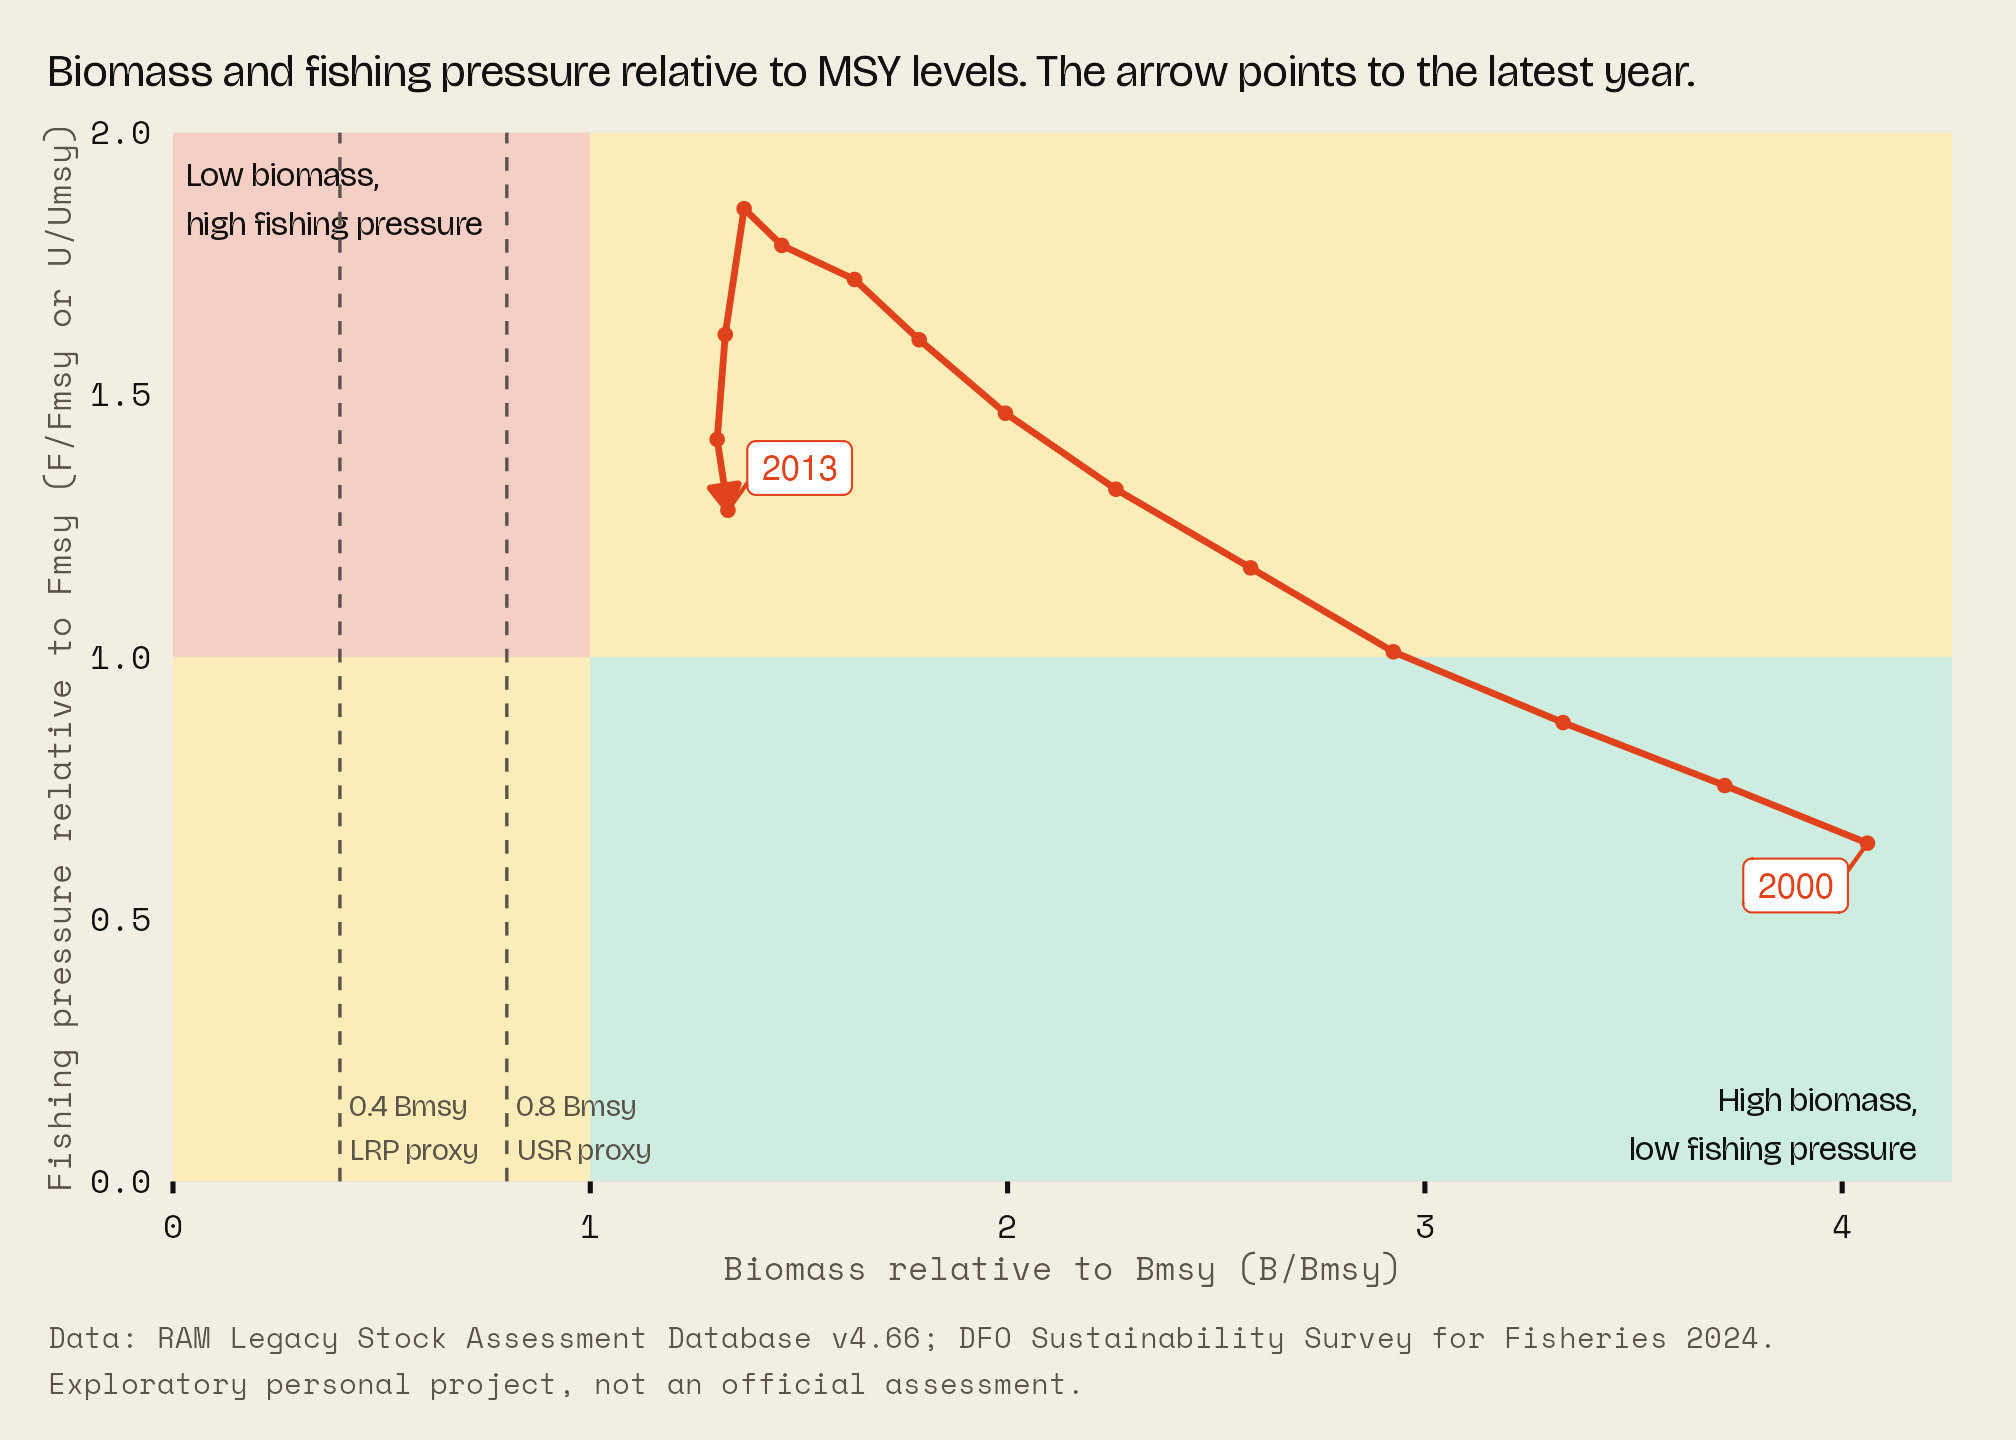 Biomass and fishing pressure relative to MSY levels. The arrow points to the latest year.
Fishing pressure relative to Fmsy (F/Fmsy or U/Umsy)
2.0
1.5
1.0
0.5
0.0
Low biomass,
high fishing pressure
2013
2000
0.4 Bmsy
LRP proxy
0.8 Bmsy
USR proxy
High biomass,
low fishing pressure
0
1
2
3
4
Biomass relative to Bmsy (B/Bmsy)
Data: RAM Legacy Stock Assessment Database v4.66; DFO Sustainability Survey for Fisheries 2024.
Exploratory personal project, not an official assessment.